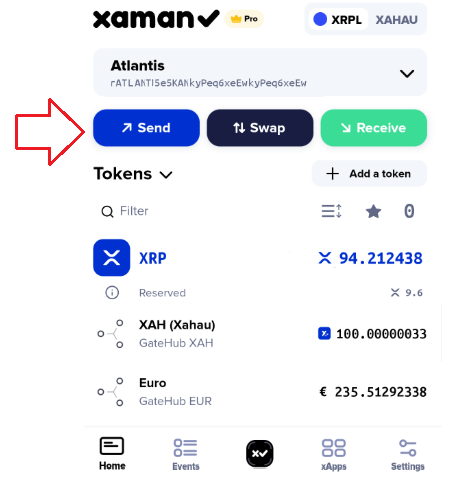 xaman Pro
XRPL XAHAU
Atlantis
rATLANTI5e5KANkyPeq6xeEwkyPeq6xeEw
Send Swap Receive
Tokens Add a token
Filter 0
XRP 94.212438
Reserved 9.6
XAH (Xahau) 100.00000033
GateHub XAH
Euro € 235.51292338
GateHub EUR
Home Events xApps Settings